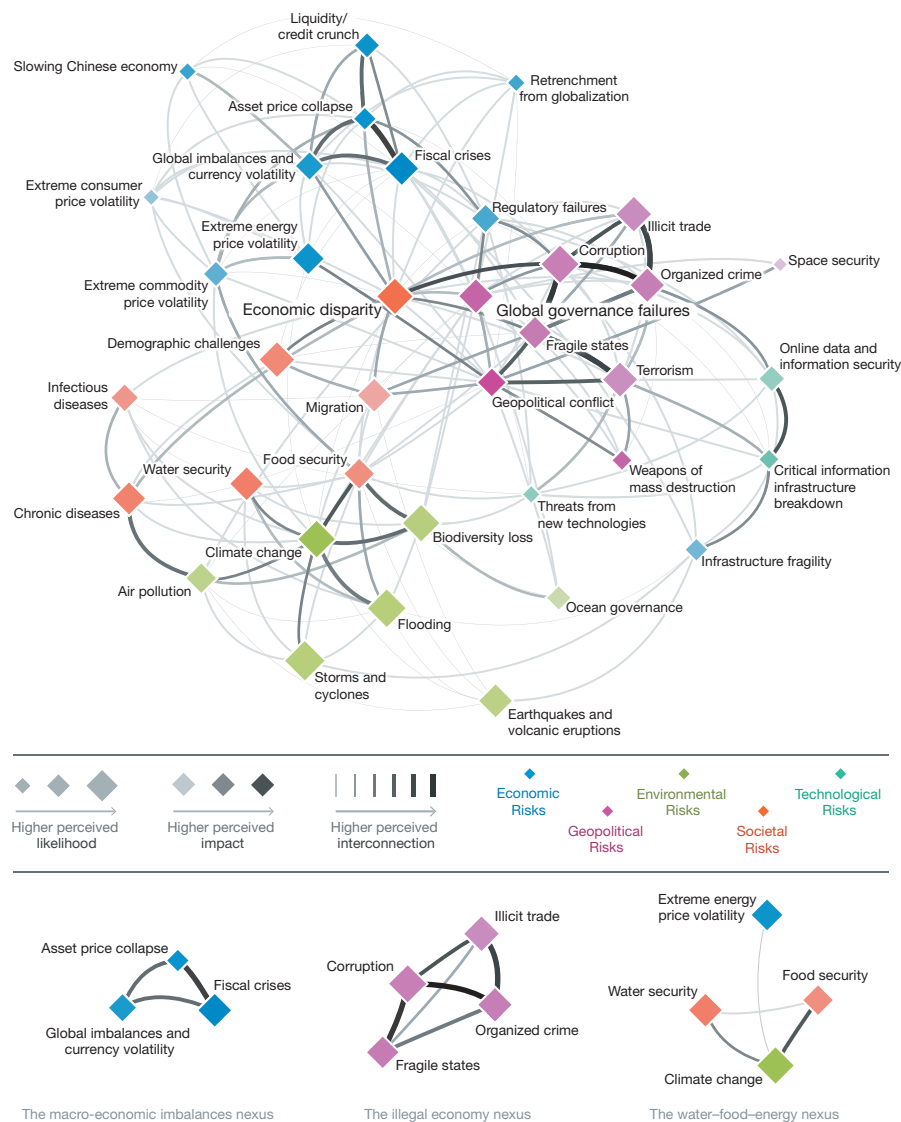 Liquidity/
credit crunch
Slowing Chinese economy
Retrenchment
from globalization
Asset price collapse
Global imbalances and
currency volatility
Fiscal crises
Extreme consumer
price volatility
Regulatory failures
Illicit trade
Extreme energy
price volatility
Corruption
Space security
Organized crime
Extreme commodity
price volatility
Economic disparity
Global governance failures
Demographic challenges
Fragile states
Online data and
information security
Terrorism
Infectious
diseases
Migration
Geopolitical conflict
Water security
Food security
Weapons of
mass destruction
Critical information
infrastructure
breakdown
Chronic diseases
Threats from
new technologies
Climate change
Biodiversity loss
Infrastructure fragility
Air pollution
Ocean governance
Flooding
Storms and
cyclones
Earthquakes and
volcanic eruptions
Higher perceived
likelihood
Higher perceived
impact
Higher perceived
interconnection
Economic
Risks
Geopolitical
Risks
Environmental
Risks
Societal
Risks
Technological
Risks
Asset price collapse
Fiscal crises
Global imbalances and
currency volatility
The macro-economic imbalances nexus
Illicit trade
Corruption
Organized crime
Fragile states
The illegal economy nexus
Extreme energy
price volatility
Food security
Water security
Climate change
The water–food–energy nexus